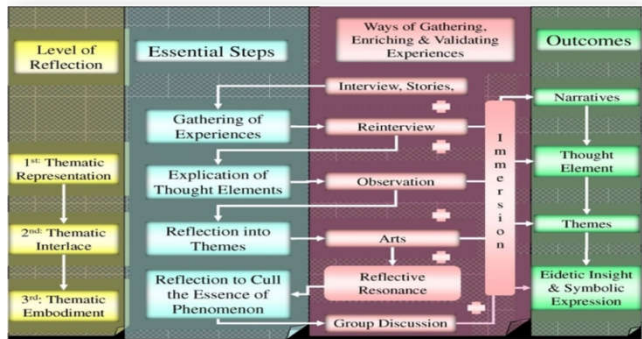 Level of
Reflection
1st: Thematic
Representation
2nd: Thematic
Interlace
3rd: Thematic
Embodiment
Essential Steps
Gathering of
Experiences
Explication of
Thought Elements
Reflection into
Themes
Reflection to Cull
the Essence of
Phenomenon
Ways of Gathering,
Enriching & Validating
Experiences
Interview, Stories,
Reinterview
Observation
Arts
Reflective
Resonance
Group Discussion
Immersion
Outcomes
Narratives
Thought
Element
Themes
Eidetic Insight
& Symbolic
Expression